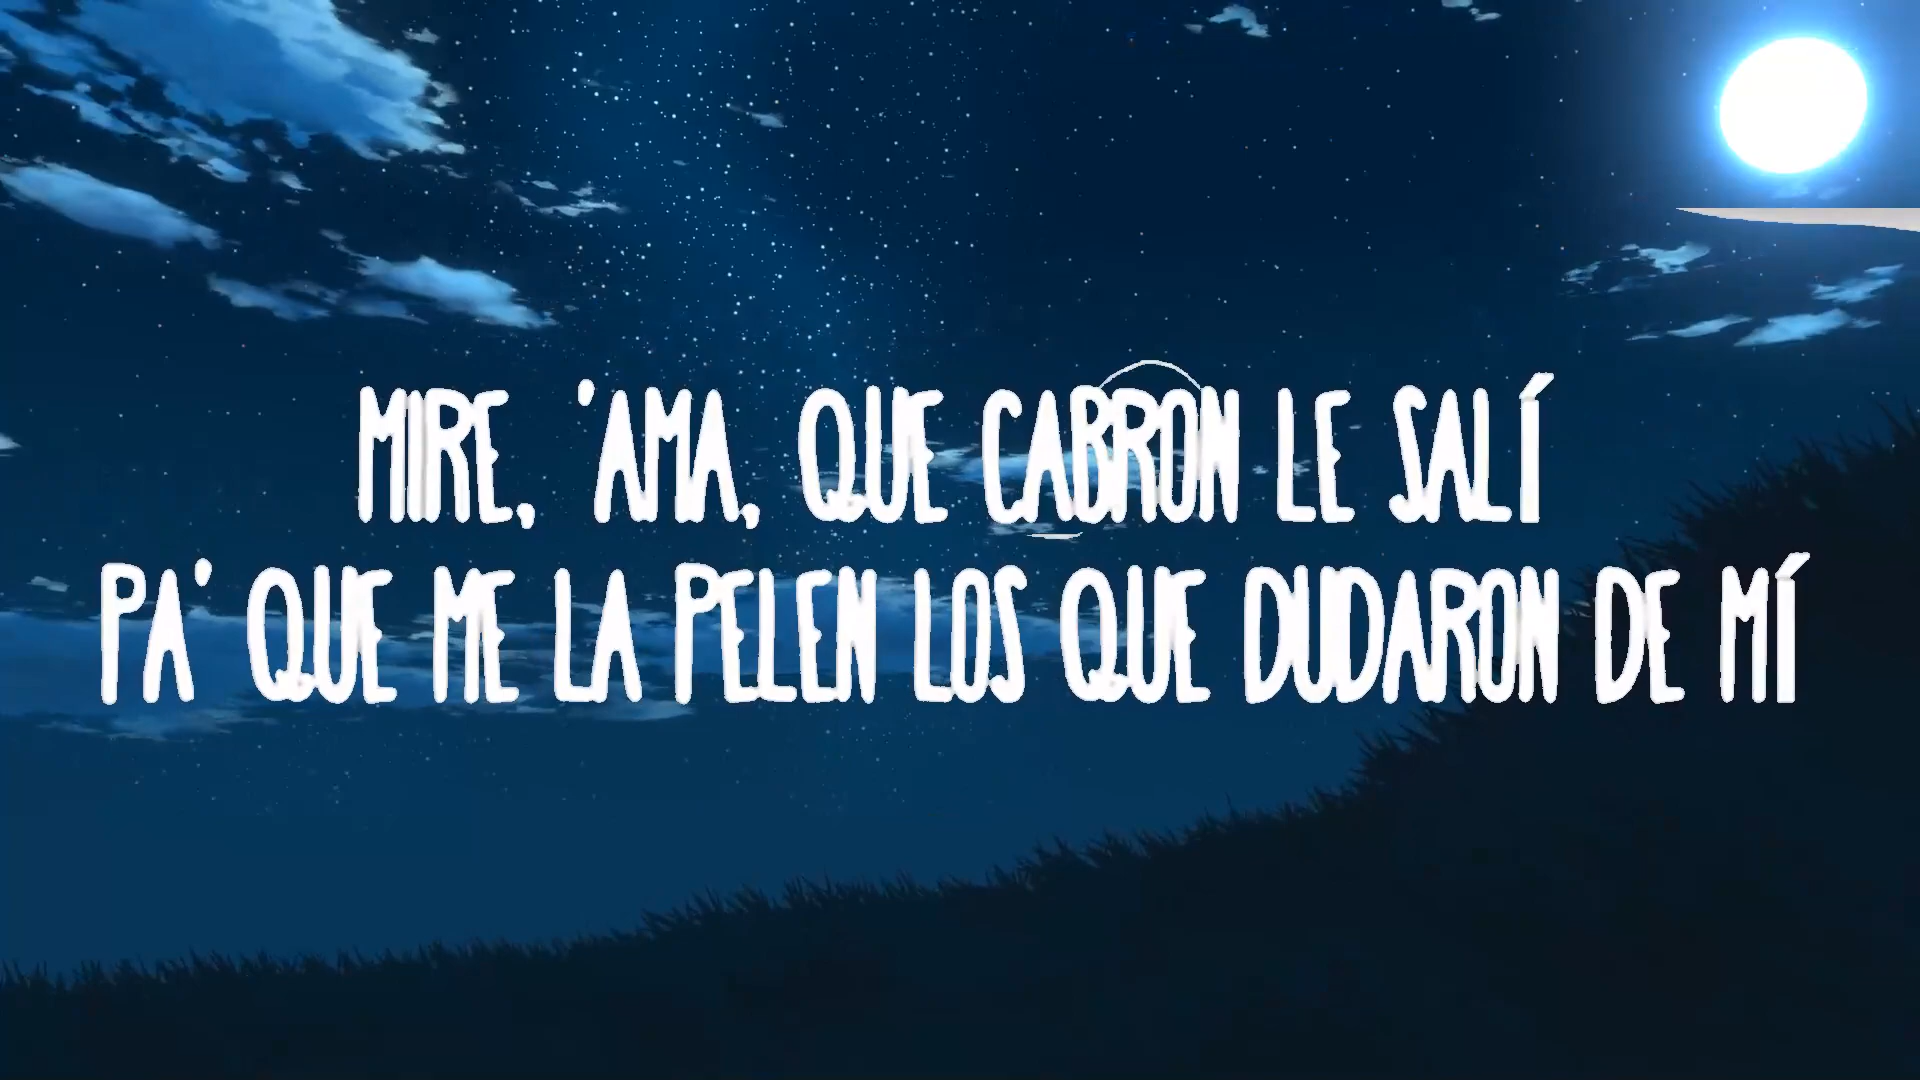 MIRE, 'AMA, QUE CABRON LE SALÍ
PA' QUE ME LA PELEN LOS QUE DUDARON DE MÍ